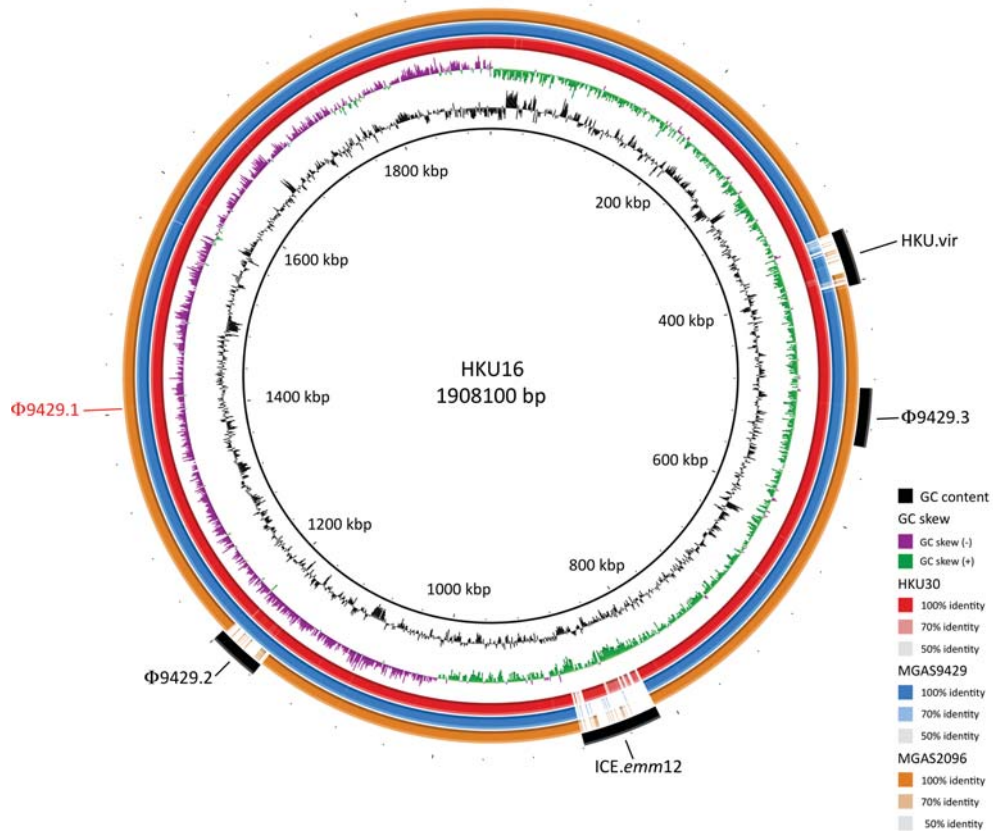 1800 kbp
200 kbp
HKU.vir
1600 kbp
400 kbp
HKU16
1908100 bp
1400 kbp
Φ9429.1
Φ9429.3
600 kbp
1200 kbp
800 kbp
1000 kbp
Φ9429.2
ICE.emm12
GC content
GC skew
GC skew (-)
GC skew (+)
HKU30
100% identity
70% identity
50% identity
MGAS9429
100% identity
70% identity
50% identity
MGAS2096
100% identity
70% identity
50% identity